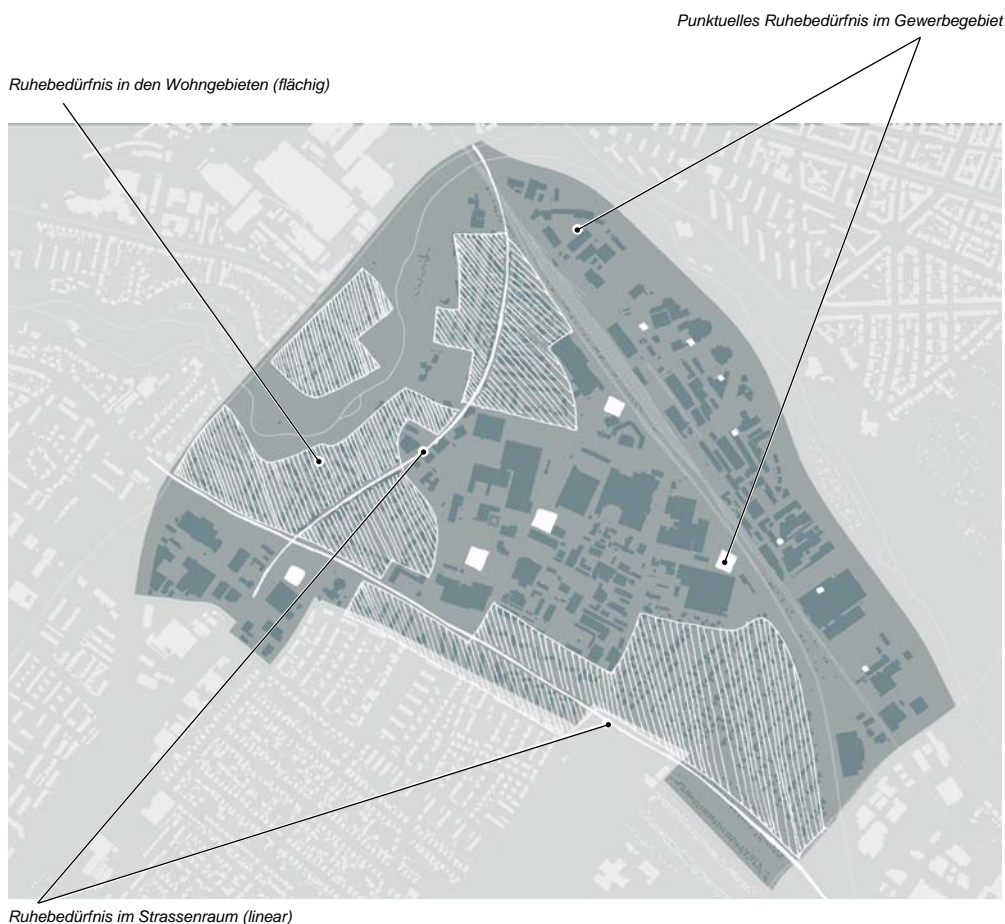 Punktuelles Ruhebedürfnis im Gewerbegebiet
Ruhebedürfnis in den Wohngebieten (flächig)
Ruhebedürfnis im Strassenraum (linear)